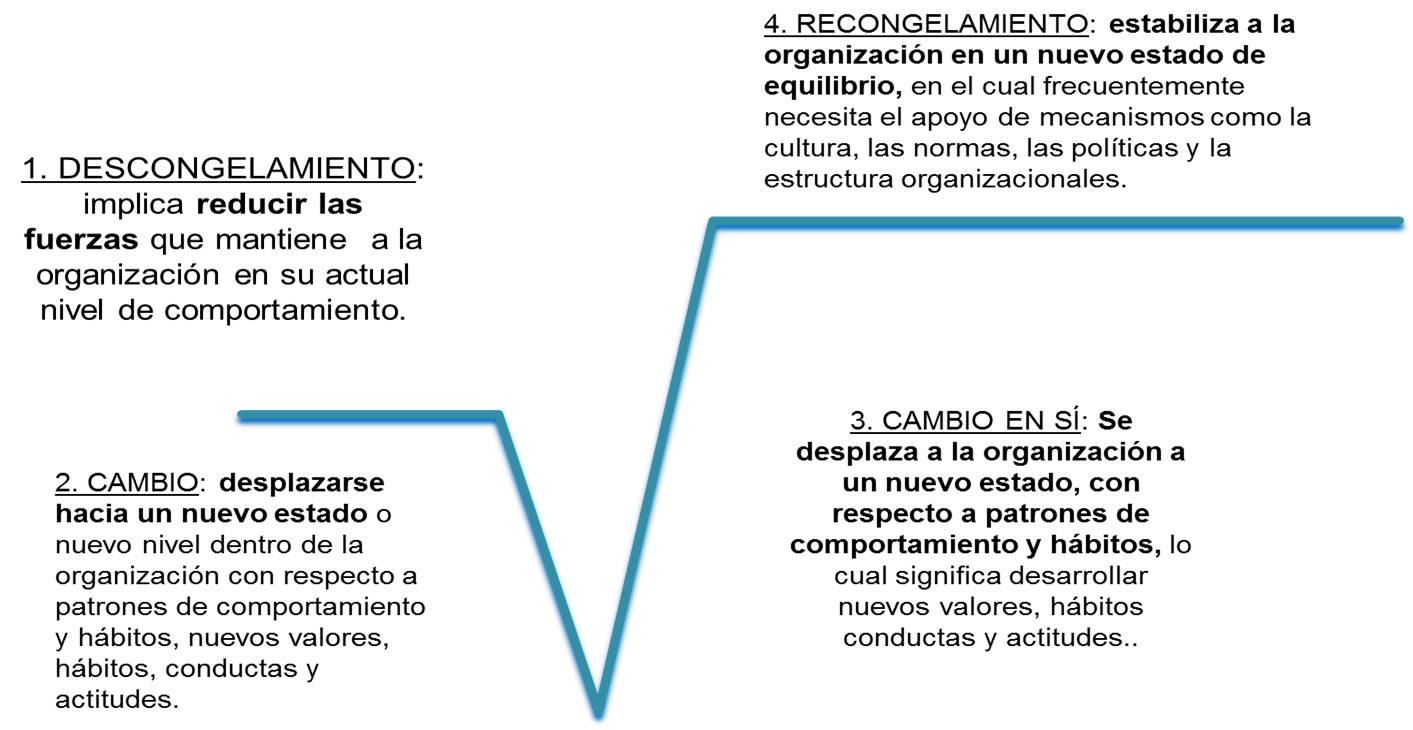 1. DESCONGELAMIENTO:
implica reducir las
fuerzas que mantiene a la
organización en su actual
nivel de comportamiento.
2. CAMBIO: desplazarse
hacia un nuevo estado o
nuevo nivel dentro de la
organización con respecto a
patrones de comportamiento
y hábitos, nuevos valores,
hábitos, conductas y
actitudes.
3. CAMBIO EN SÍ: Se
desplaza a la organización a
un nuevo estado, con
respecto a patrones de
comportamiento y hábitos, lo
cual significa desarrollar
nuevos valores, hábitos
conductas y actitudes..
4. RECONGELAMIENTO: estabiliza a la
organización en un nuevo estado de
equilibrio, en el cual frecuentemente
necesita el apoyo de mecanismos como la
cultura, las normas, las políticas y la
estructura organizacionales.